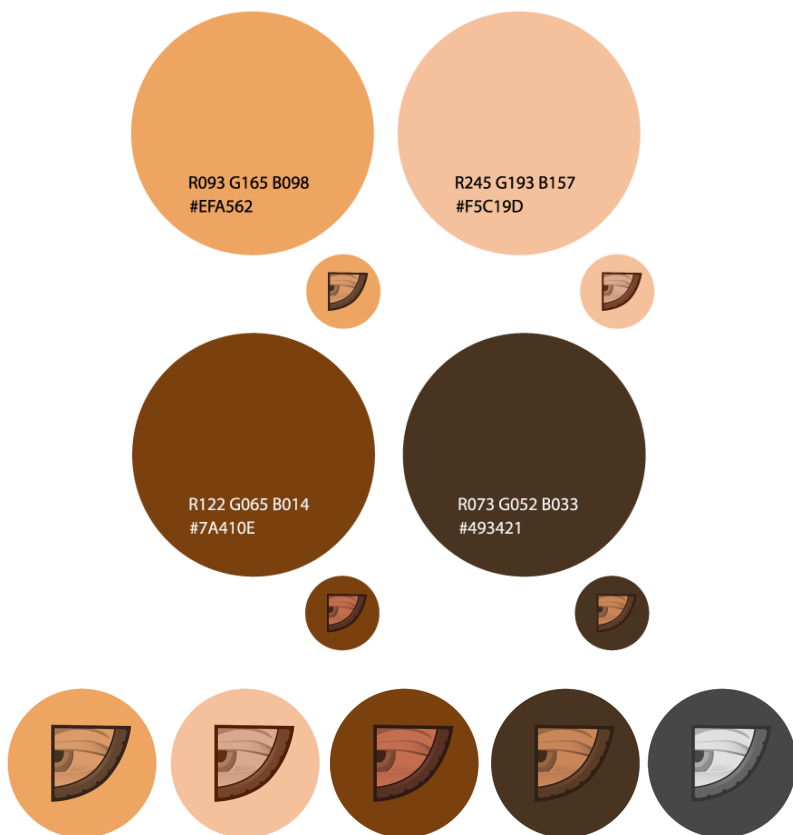 R093 G165 B098
#EFA562
R245 G193 B157
#F5C19D
R122 G065 B014
#7A410E
R073 G052 B033
#493421